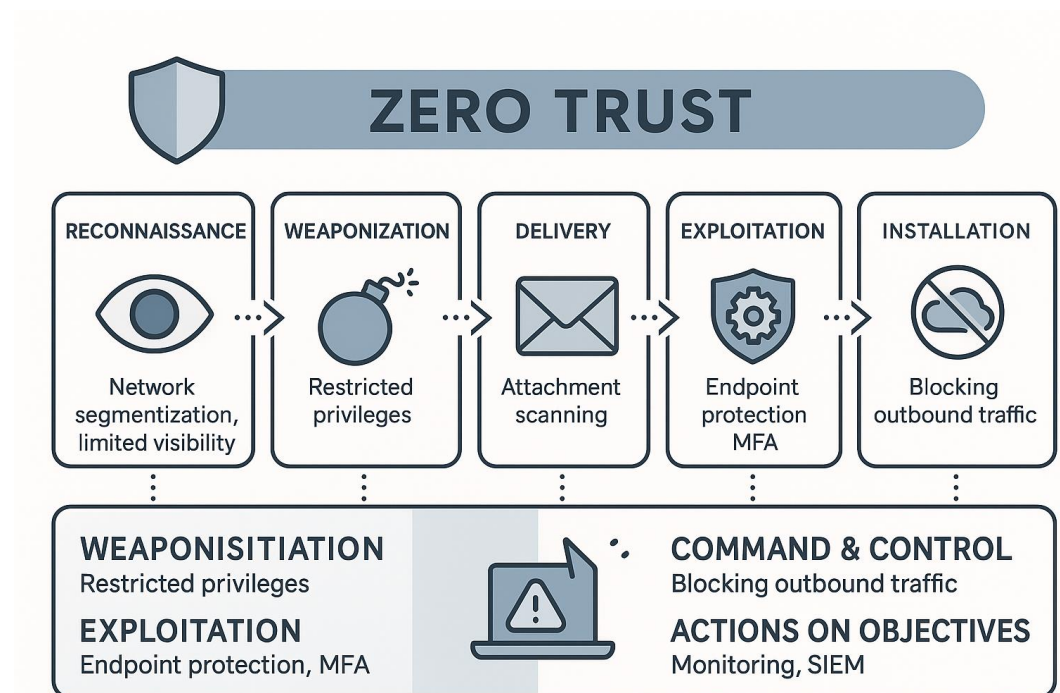 ZERO TRUST
RECONNAISSANCE
Network
segmentization,
limited visibility
WEAPONIZATION
Restricted
privileges
DELIVERY
Attachment
scanning
EXPLOITATION
Endpoint
protection
MFA
INSTALLATION
Blocking
outbound traffic
WEAPONISITIATION
Restricted privileges
EXPLOITATION
Endpoint protection, MFA
COMMAND & CONTROL
Blocking outbound traffic
ACTIONS ON OBJECTIVES
Monitoring, SIEM